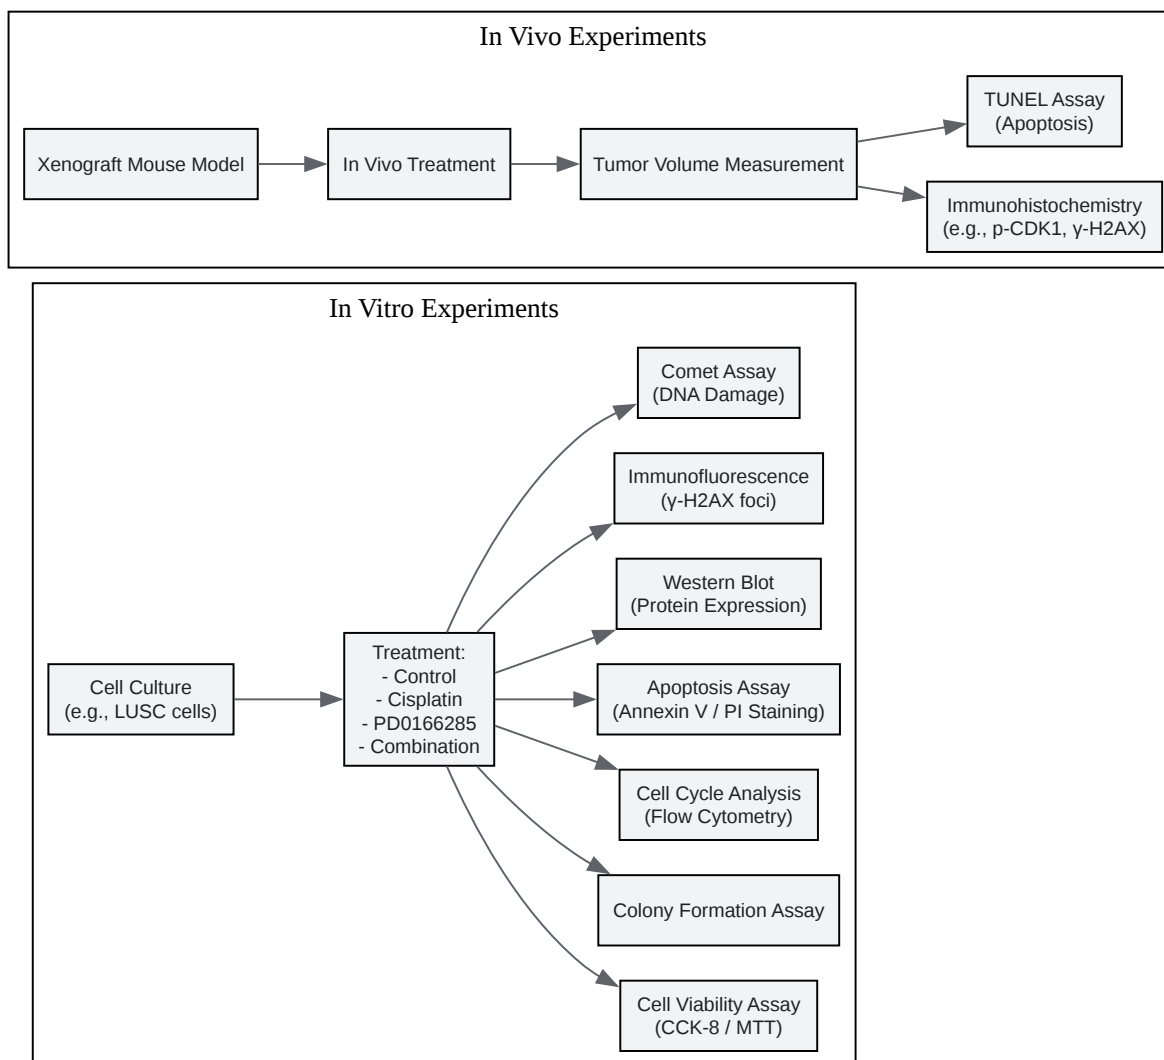 In Vivo Experiments
Xenograft Mouse Model
In Vivo Treatment
Tumor Volume Measurement
TUNEL Assay
(Apoptosis)
Immunohistochemistry
(e.g., p-CDK1, γ-H2AX)
In Vitro Experiments
Cell Culture
(e.g., LUSC cells)
Treatment:
- Control
- Cisplatin
- PD0166285
- Combination
Comet Assay
(DNA Damage)
Immunofluorescence
(γ-H2AX foci)
Western Blot
(Protein Expression)
Apoptosis Assay
(Annexin V / PI Staining)
Cell Cycle Analysis
(Flow Cytometry)
Colony Formation Assay
Cell Viability Assay
(CCK-8 / MTT)